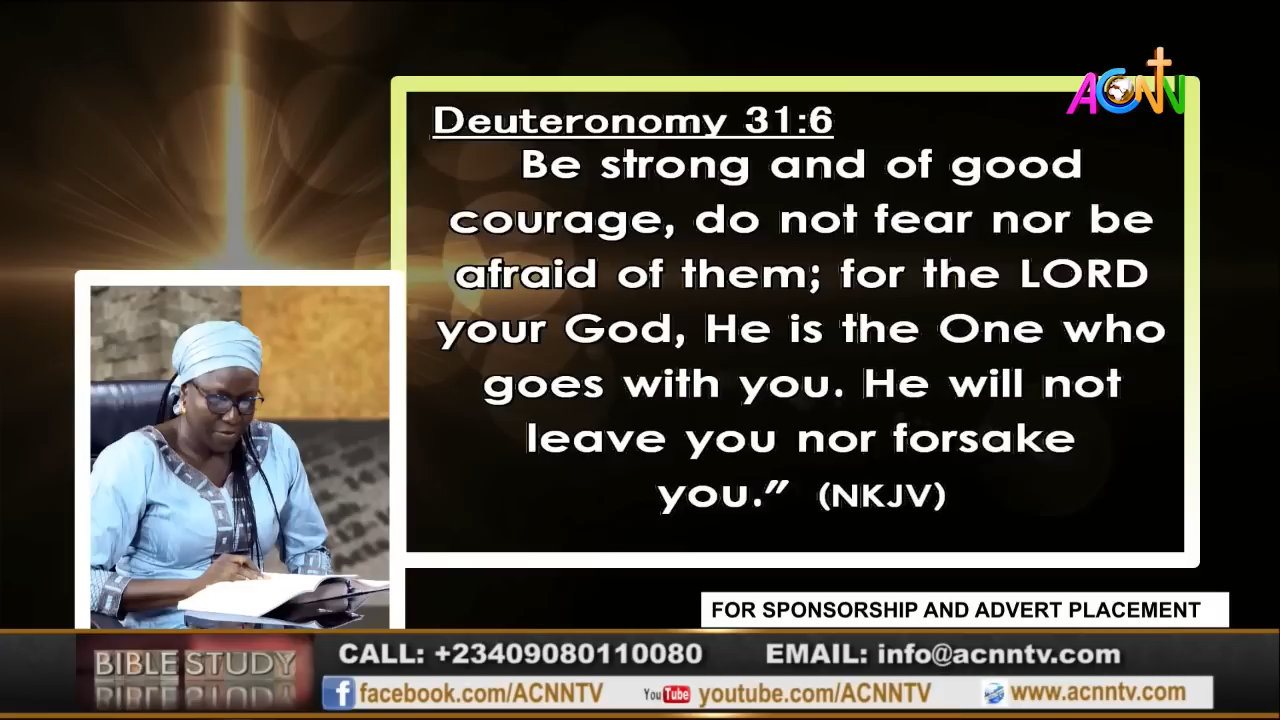 ACNN
Deuteronomy 31:6
Be strong and of good
courage, do not fear nor be
afraid of them; for the LORD
your God, He is the One who
goes with you. He will not
leave you nor forsake
you.” (NKJV)
FOR SPONSORSHIP AND ADVERT PLACEMENT
BIBLE STUDY
CALL: +23409080110080 EMAIL: info@acnntv.com
facebook.com/ACNNTV YouTube youtube.com/ACNNTV www.acnntv.com